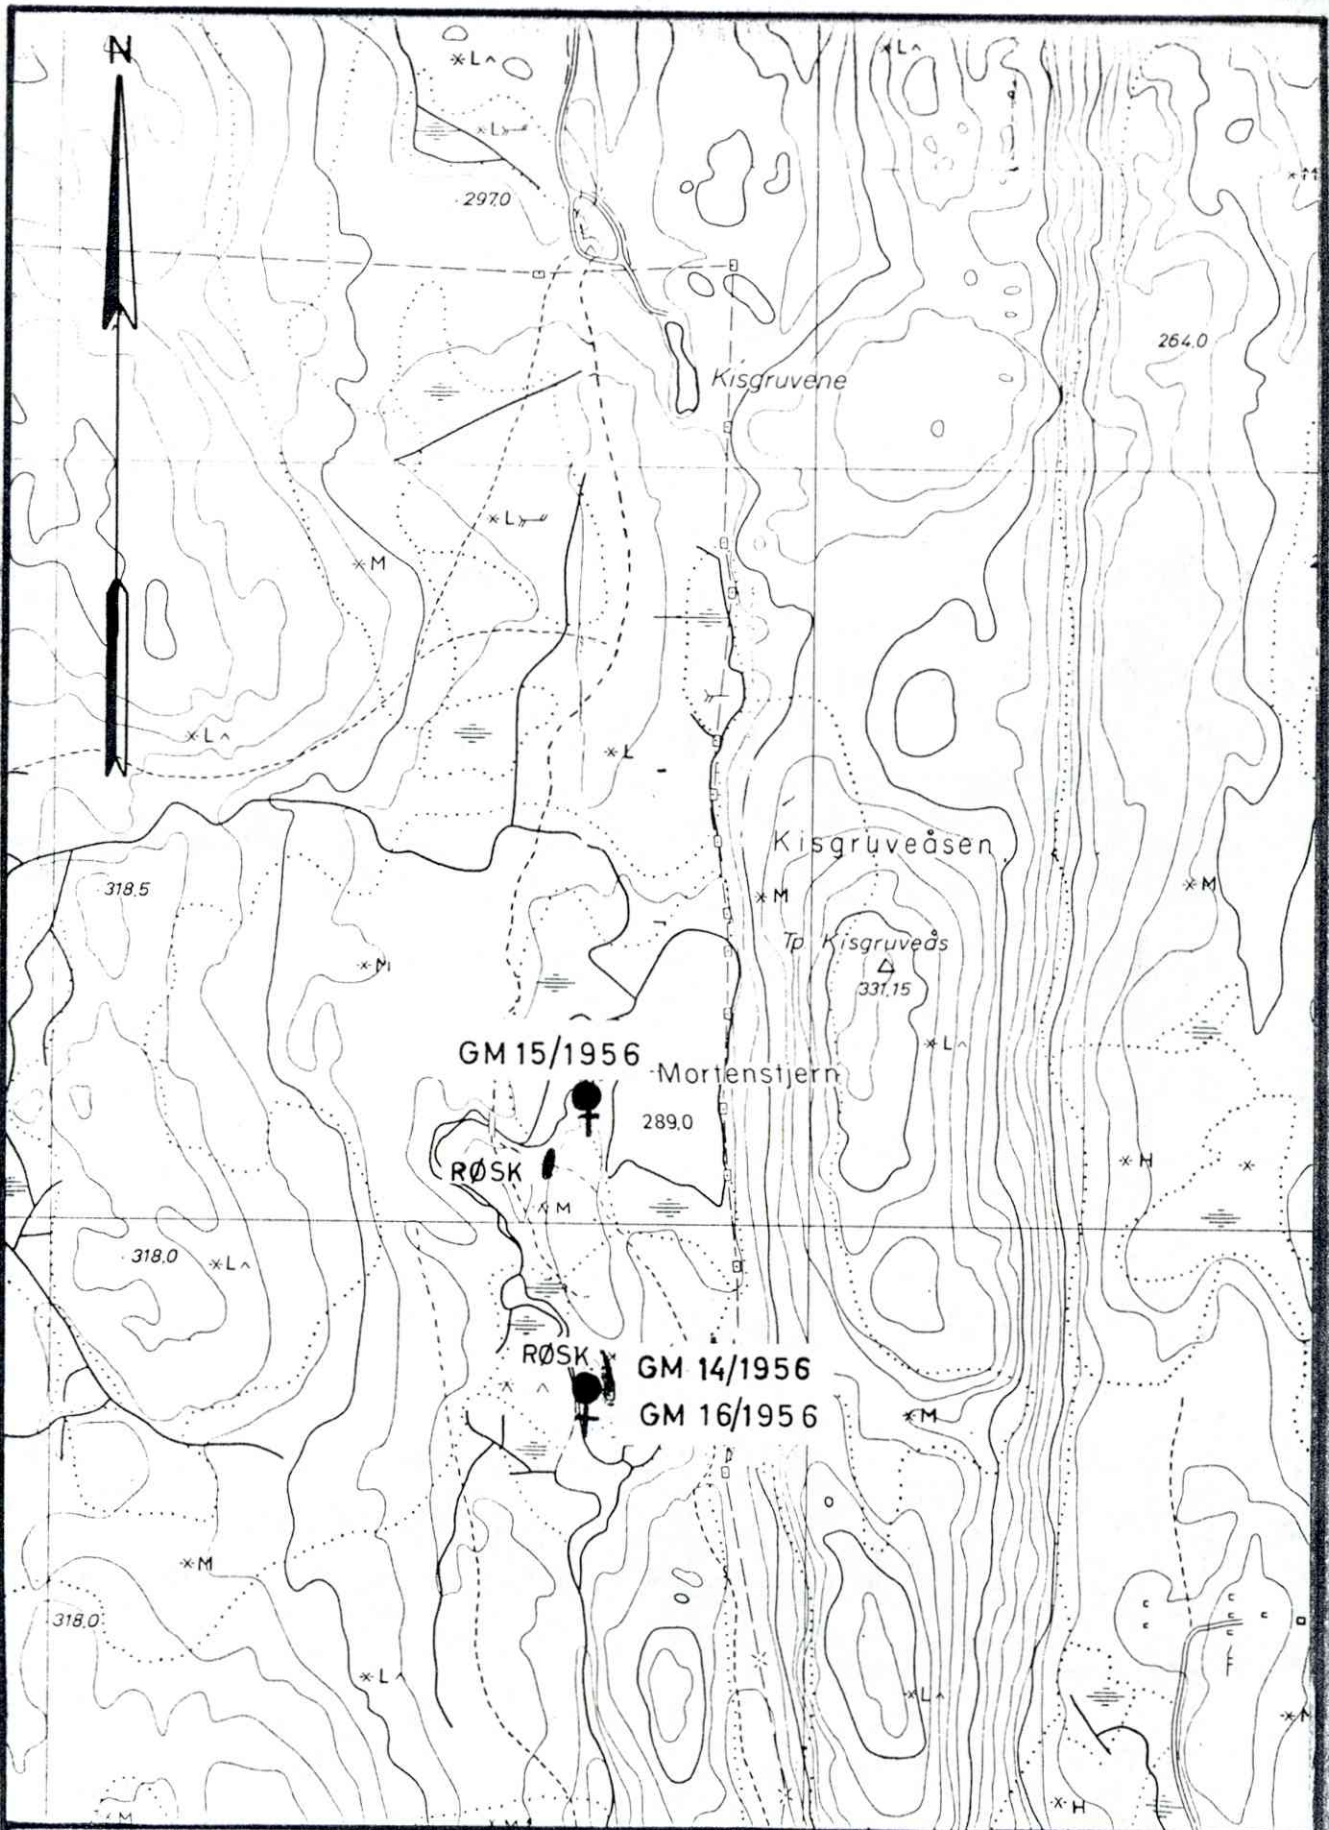 N
L
L
L
297.0
M
264.0
Kisgruvene
L
M
L
L
Kisgruveåsen
318.5
M
M
M
Tp. Kisgruveås
331,15
L
GM 15/1956
Mortenstjern
289.0
H
RØSK
M
318.0
L
RØSK
GM 14/1956
GM 16/1956
M
M
318.0
L
L
M
H
M
M